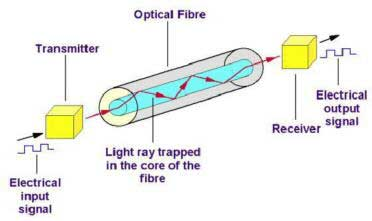 Optical Fibre
Transmitter
Electrical
output
signal
Receiver
Light ray trapped
in the core of the
fibre
Electrical
input
signal